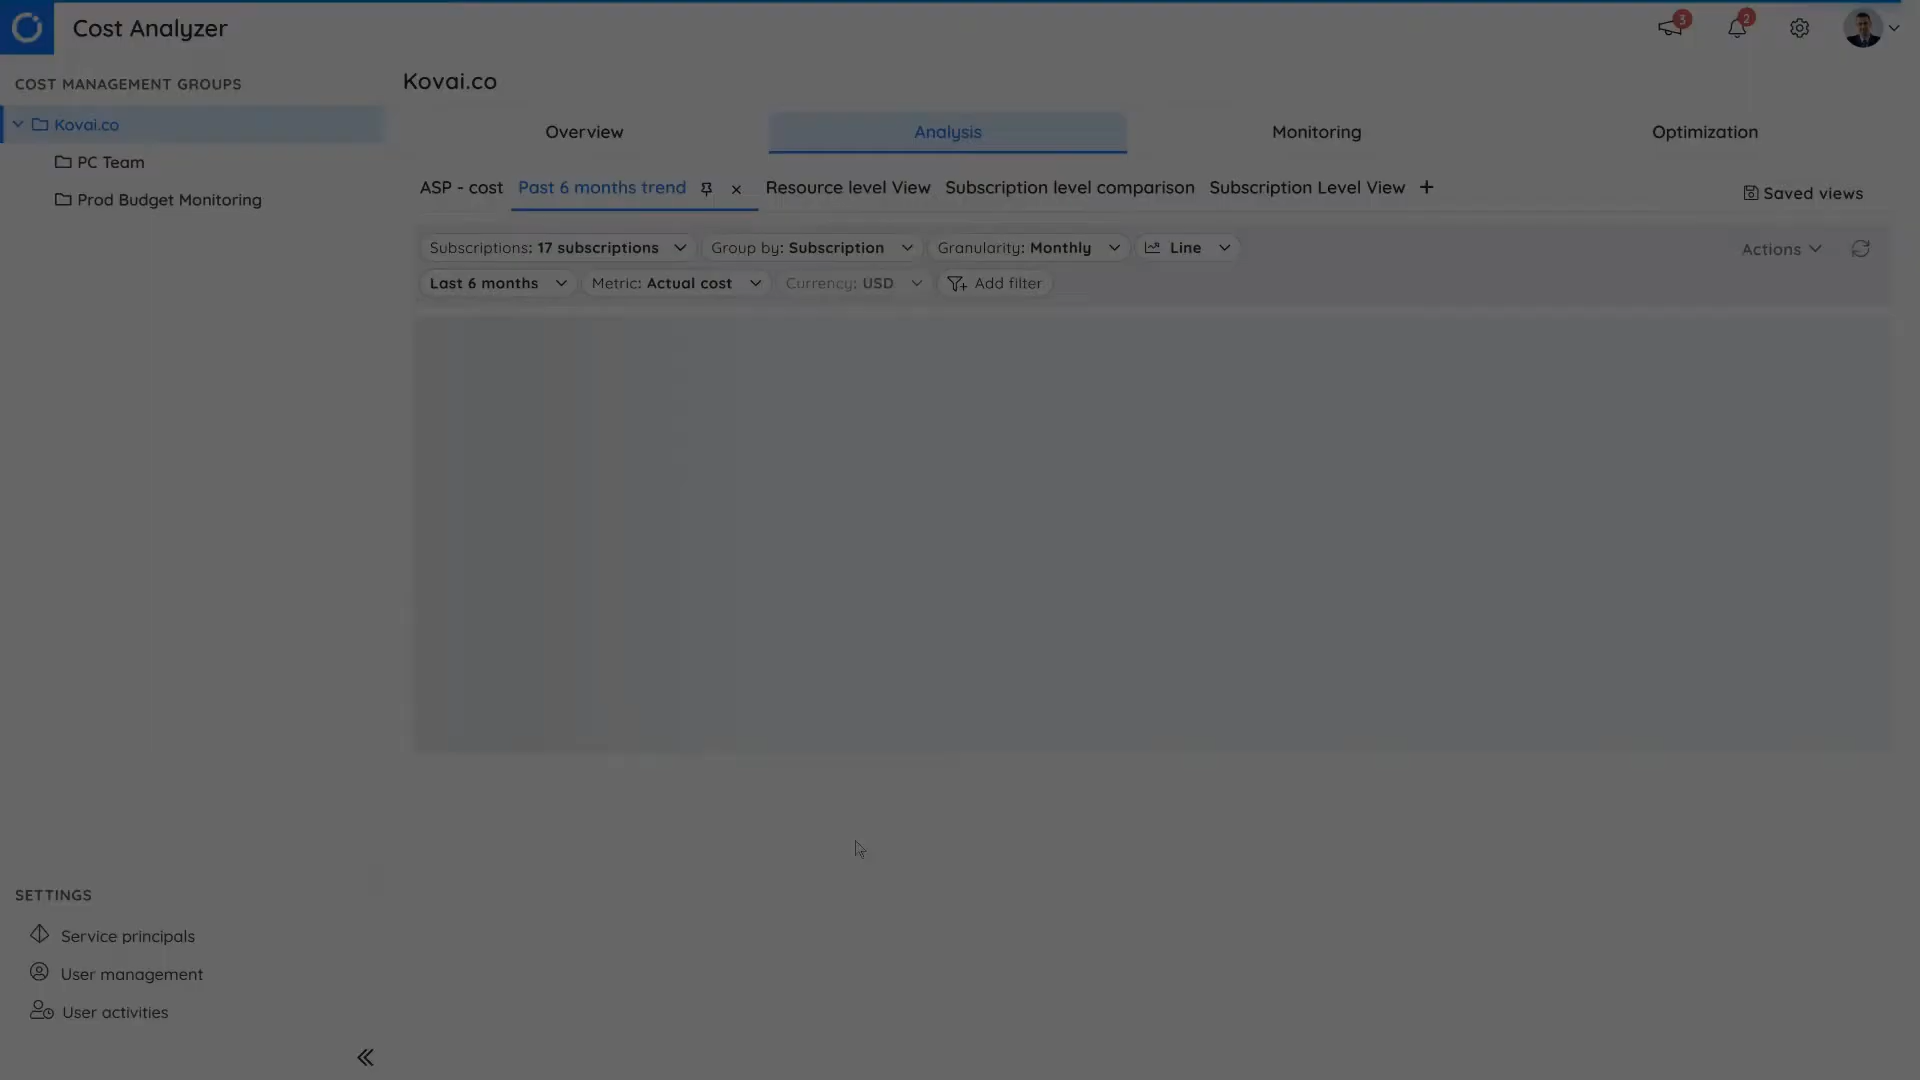 Cost Analyzer
3
2
COST MANAGEMENT GROUPS
Kovai.co
PC Team
Prod Budget Monitoring
Kovai.co
Overview
Analysis
Monitoring
Optimization
ASP - cost
Past 6 months trend
Resource level View
Subscription level comparison
Subscription Level View
Saved views
Subscriptions: 17 subscriptions
Group by: Subscription
Granularity: Monthly
Line
Actions
Last 6 months
Metric: Actual cost
Currency: USD
Add filter
SETTINGS
Service principals
User management
User activities